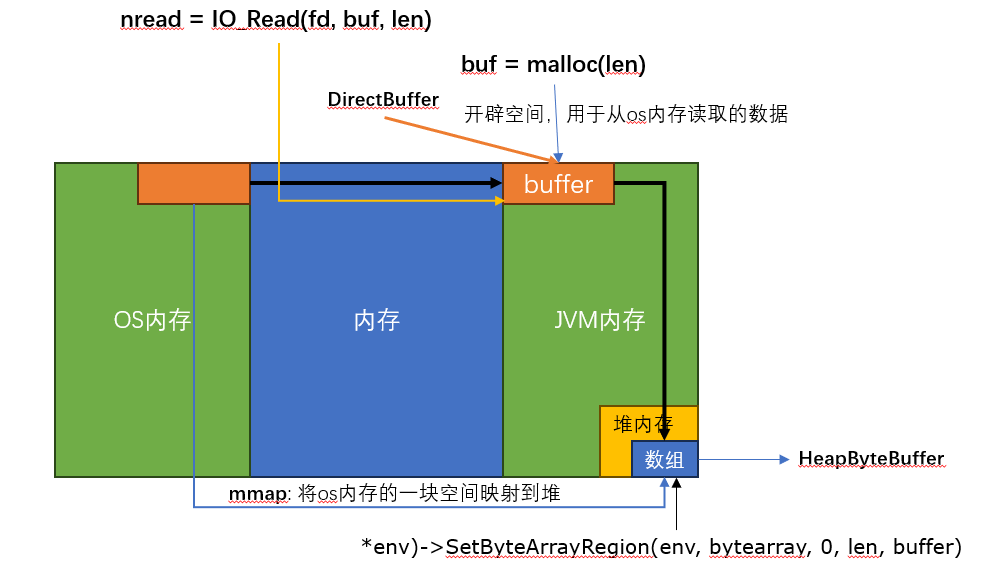 nread = IO_Read(fd, buf, len)
buf = malloc(len)
DirectBuffer
开辟空间，用于从os内存读取的数据
buffer
OS内存
内存
JVM内存
堆内存
数组
HeapByteBuffer
mmap: 将os内存的一块空间映射到堆
*env)->SetByteArrayRegion(env, bytearray, 0, len, buffer)